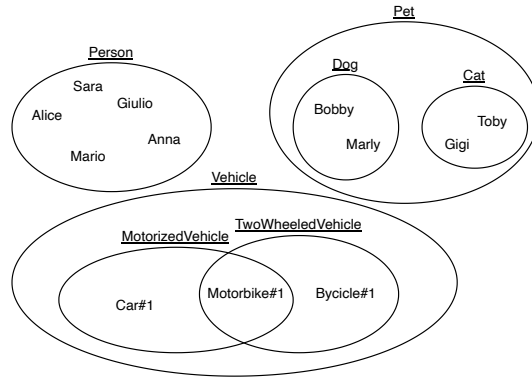 Person
Sara
Alice
Giulio
Anna
Mario
Pet
Dog
Bobby
Marly
Cat
Toby
Gigi
Vehicle
MotorizedVehicle
TwoWheeledVehicle
Car#1
Motorbike#1
Bycicle#1